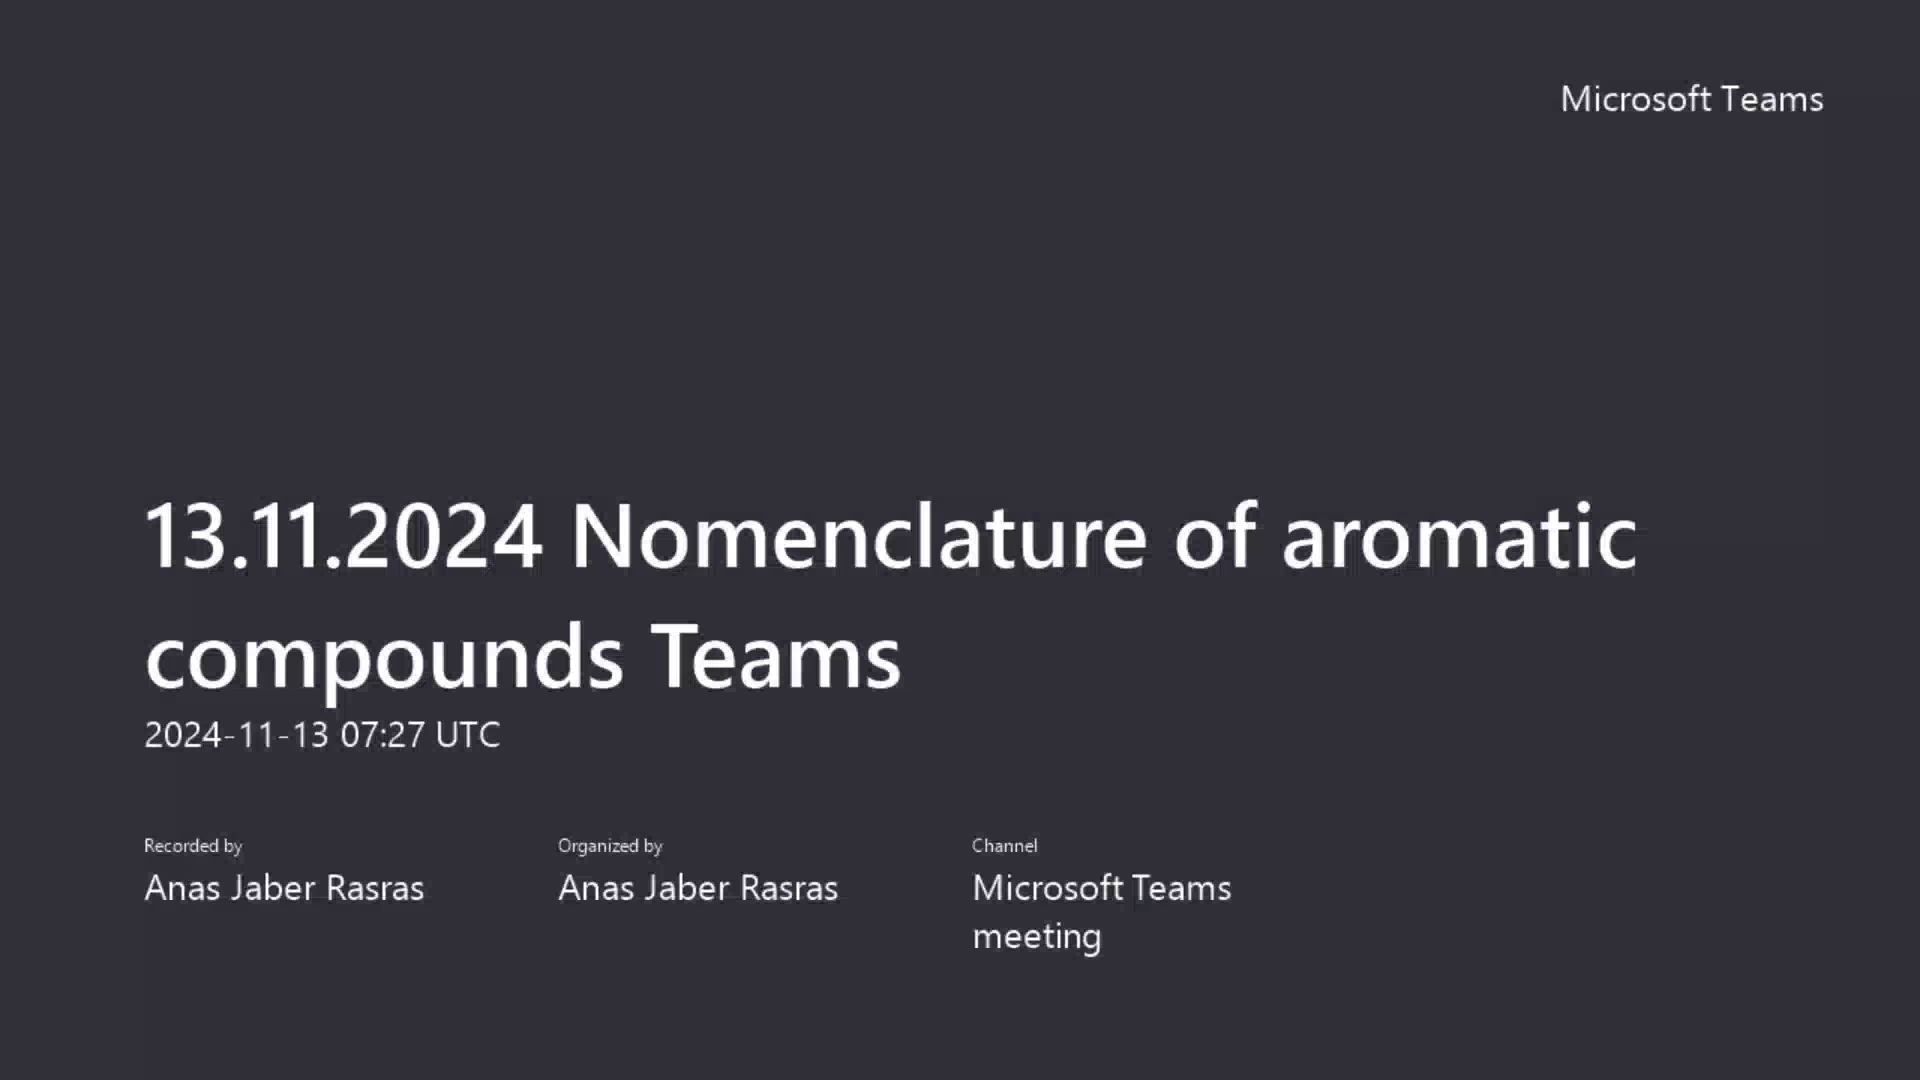 Microsoft Teams
13.11.2024 Nomenclature of aromatic
compounds Teams
2024-11-13 07:27 UTC
Recorded by
Anas Jaber Rasras
Organized by
Anas Jaber Rasras
Channel
Microsoft Teams
meeting